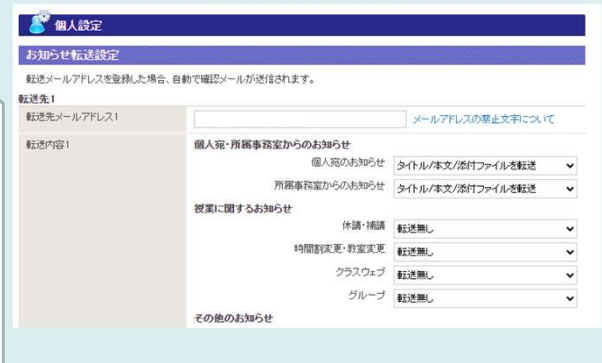 個人設定
お知らせ転送設定
転送メールアドレスを登録した場合、自動で確認メールが送信されます。
転送先1
転送先メールアドレス1 メールアドレスの禁止文字について
転送内容1 個人宛・所属事務室からのお知らせ
個人宛のお知らせ タイトル/本文/添付ファイルを転送
所属事務室からのお知らせ タイトル/本文/添付ファイルを転送
授業に関するお知らせ
休講・補講 転送無し
時間割変更・教室変更 転送無し
クラスウェブ 転送無し
グループ 転送無し
その他のお知らせ